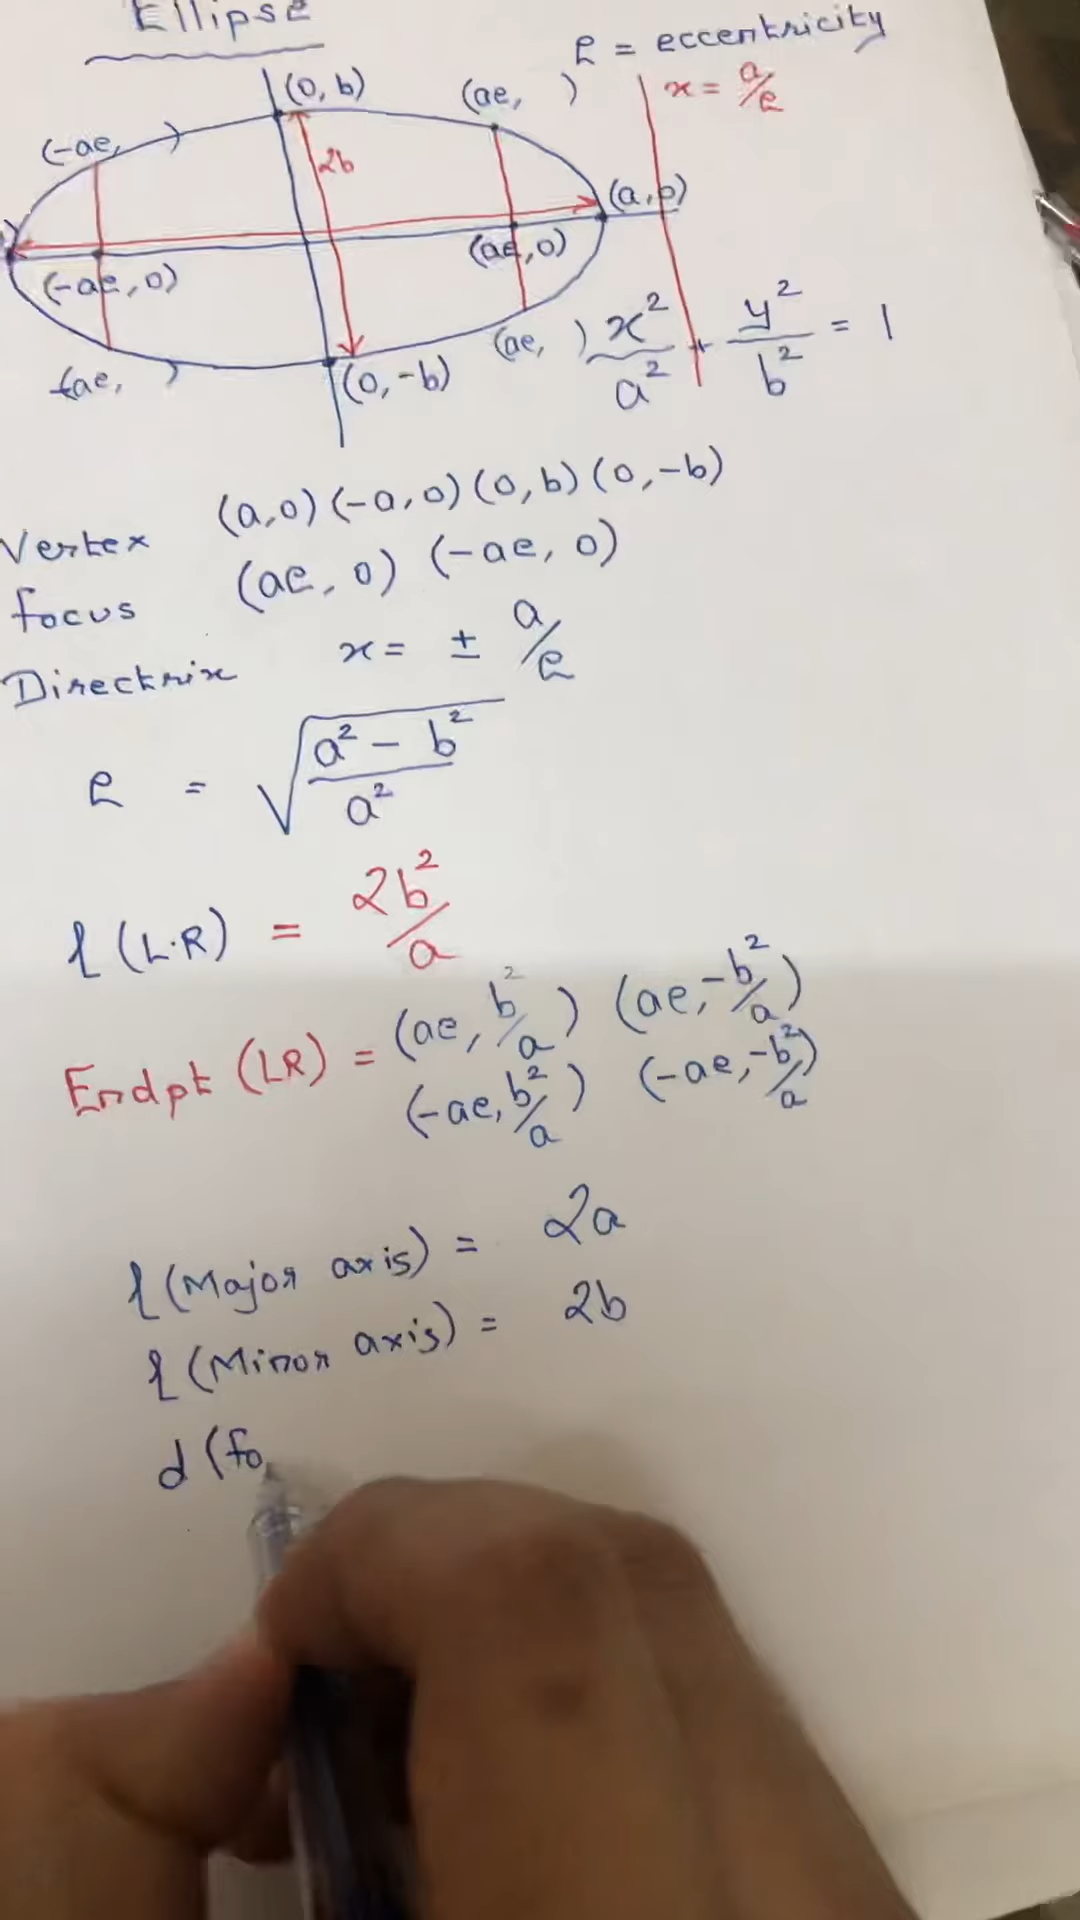 Ellipse
e = eccentricity
(0, b)
(ae, )
x = a/e
(-ae, )
2b
(a, 0)
)
(-ae, 0)
(ae, 0)
(ae, )
x²/a² + y²/b² = 1
(-ae, )
(0, -b)
Vertex (a,0) (-a,0) (0,b) (0,-b)
focus (ae, 0) (-ae, 0)
Directrix x = ± a/e
e = √(a² - b²/a²)
l (L.R) = 2b²/a
Endpt (LR) = (ae, b²/a) (ae, -b²/a)
(-ae, b²/a) (-ae, -b²/a)
l (Major axis) = 2a
l (Minor axis) = 2b
d (fo